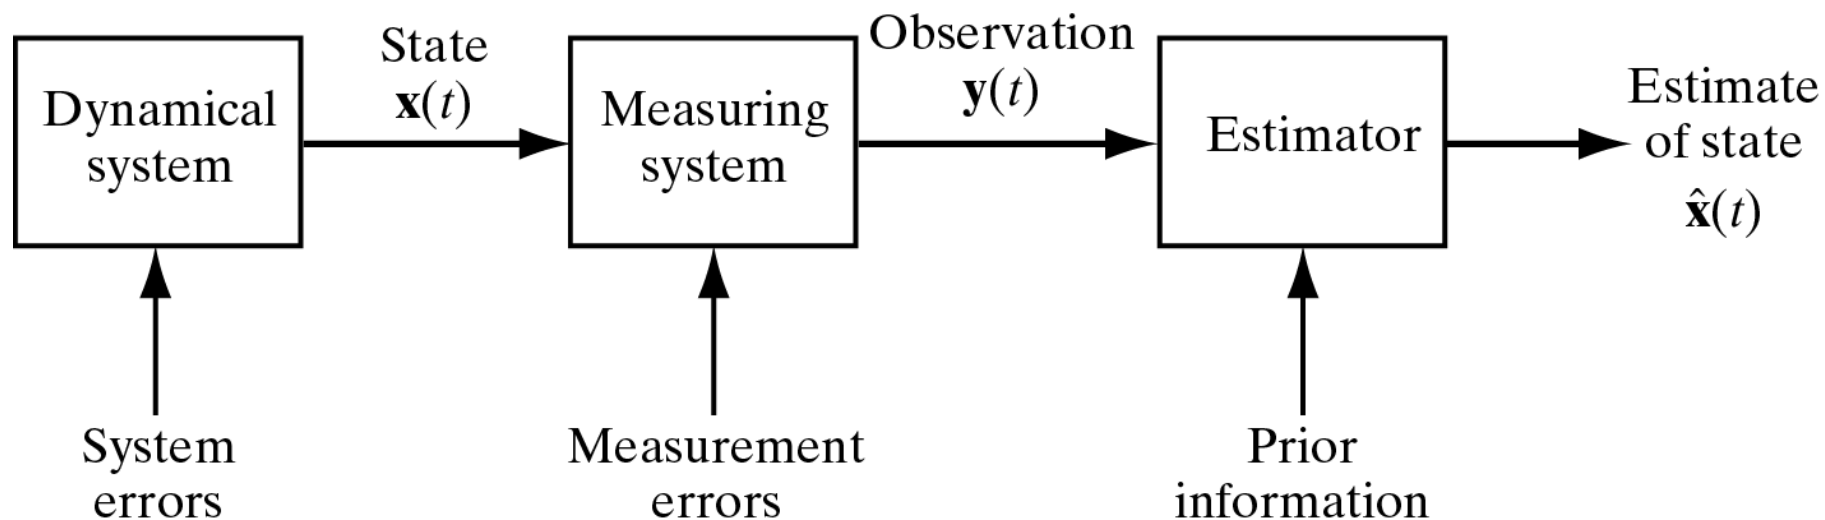 Dynamical
system
State
x(t)
Measuring
system
Observation
y(t)
Estimator
Estimate
of state
x̂(t)
System
errors
Measurement
errors
Prior
information